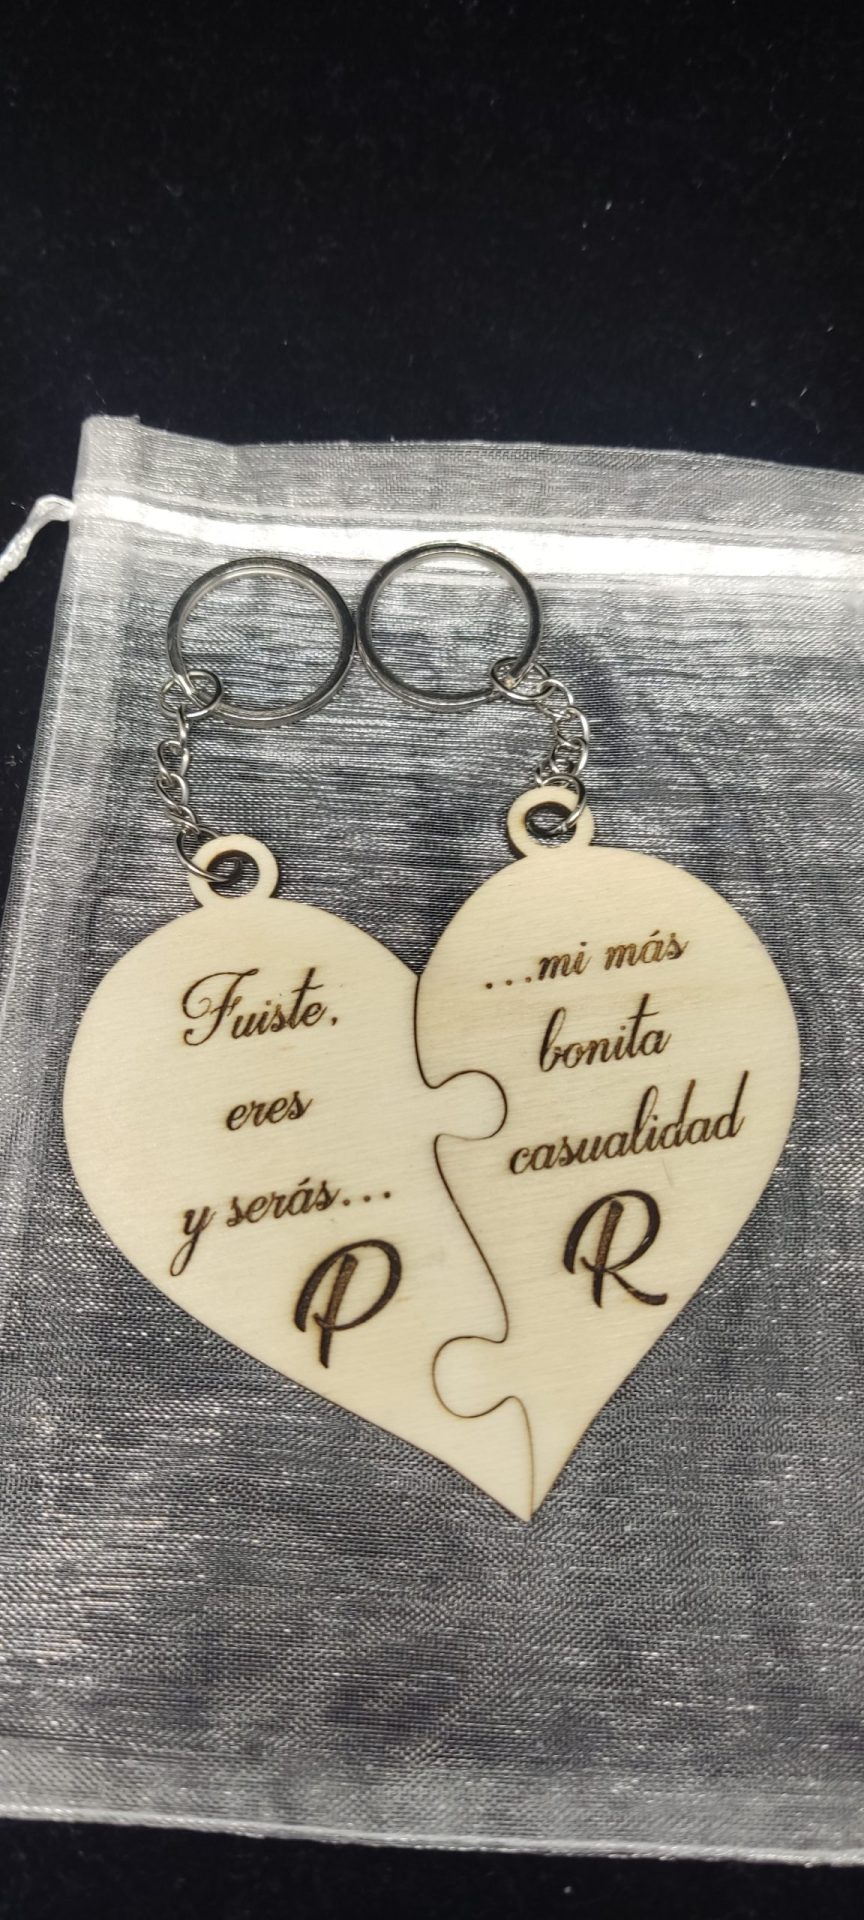 Fuiste,
eres
y serás...
P
...mi más
bonita
casualidad
R